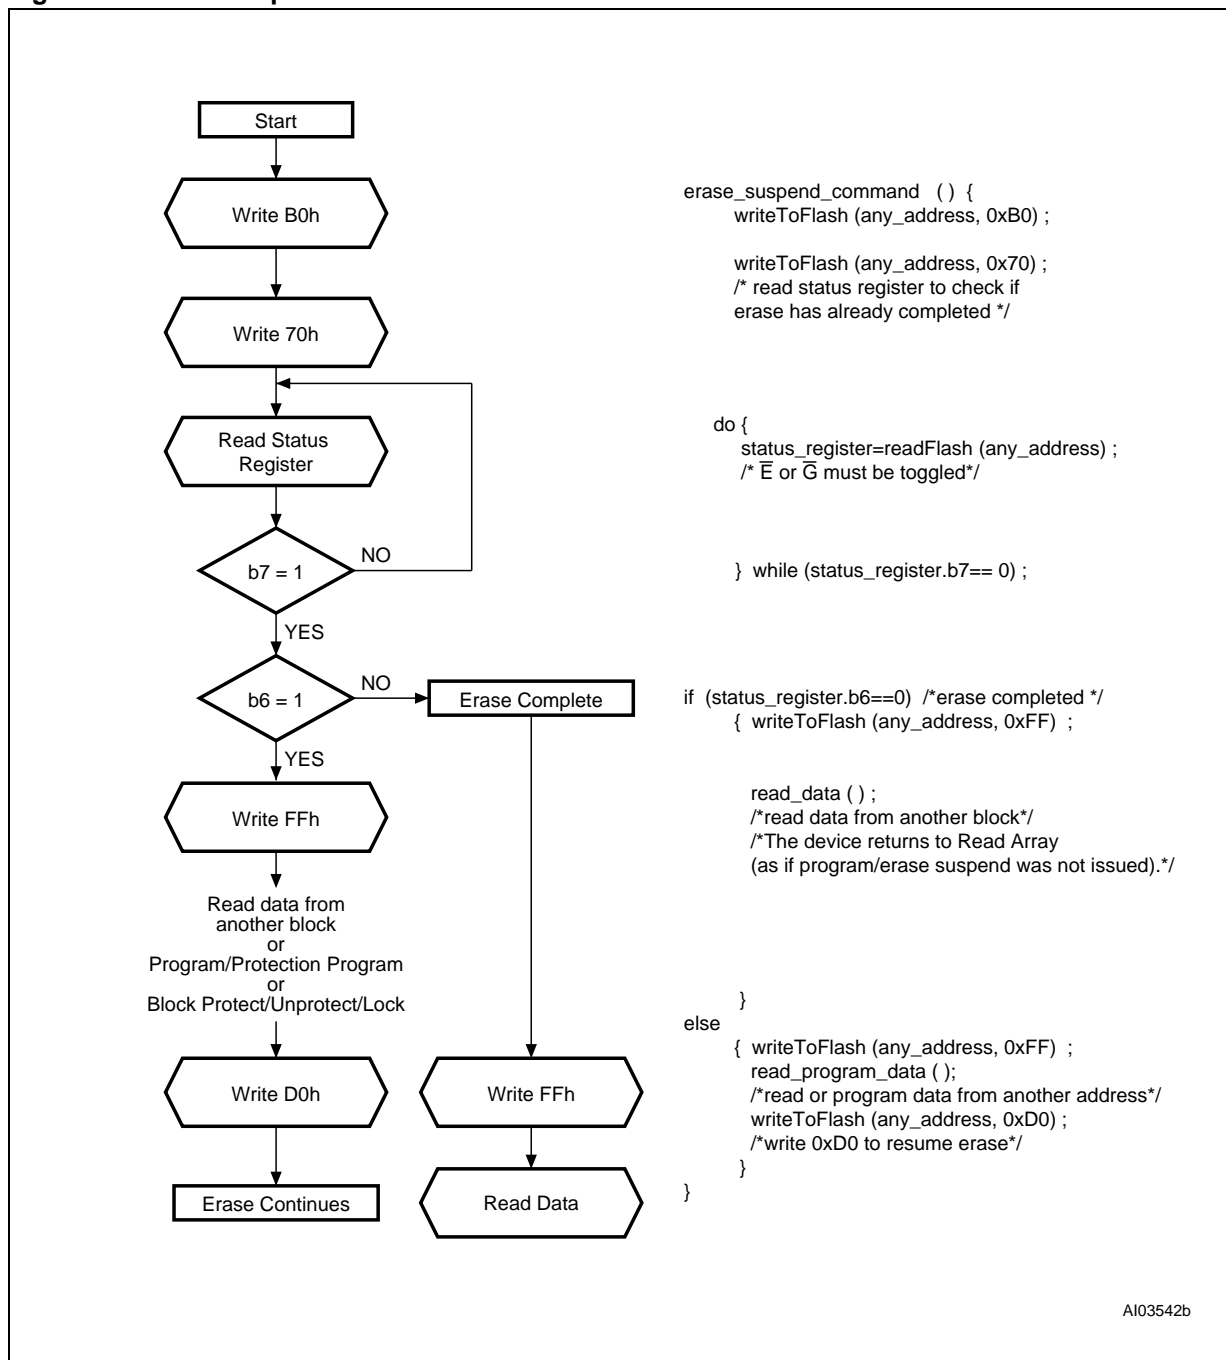 Start
Write B0h
Write 70h
Read Status
Register
NO
b7 = 1
YES
NO
b6 = 1
Erase Complete
YES
Write FFh
Read data from
another block
or
Program/Protection Program
or
Block Protect/Unprotect/Lock
Write D0h
Write FFh
Erase Continues
Read Data
erase_suspend_command ( ) {
writeToFlash (any_address, 0xB0) ;
writeToFlash (any_address, 0x70) ;
/* read status register to check if
erase has already completed */
do {
status_register=readFlash (any_address) ;
/* E̅ or G̅ must be toggled*/
} while (status_register.b7== 0) ;
if (status_register.b6==0) /*erase completed */
{ writeToFlash (any_address, 0xFF) ;
read_data ( ) ;
/*read data from another block*/
/*The device returns to Read Array
(as if program/erase suspend was not issued).*/
}
else
{ writeToFlash (any_address, 0xFF) ;
read_program_data ( );
/*read or program data from another address*/
writeToFlash (any_address, 0xD0) ;
/*write 0xD0 to resume erase*/
}
}
AI03542b